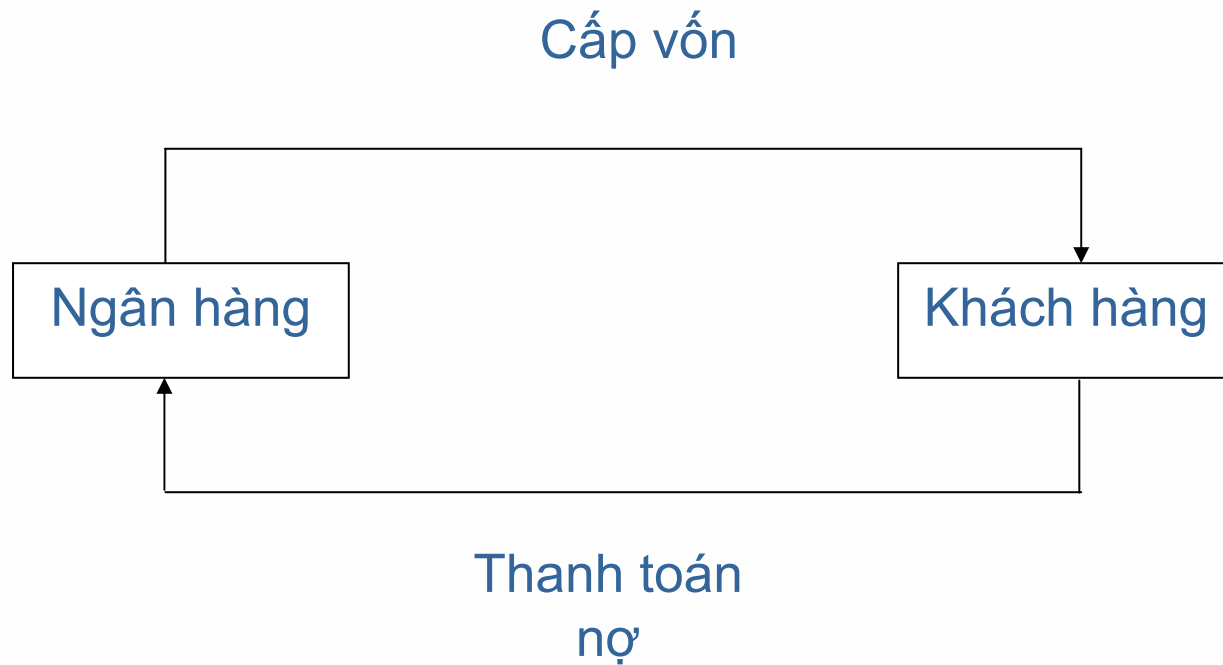 Cấp vốn
Ngân hàng
Khách hàng
Thanh toán
nợ